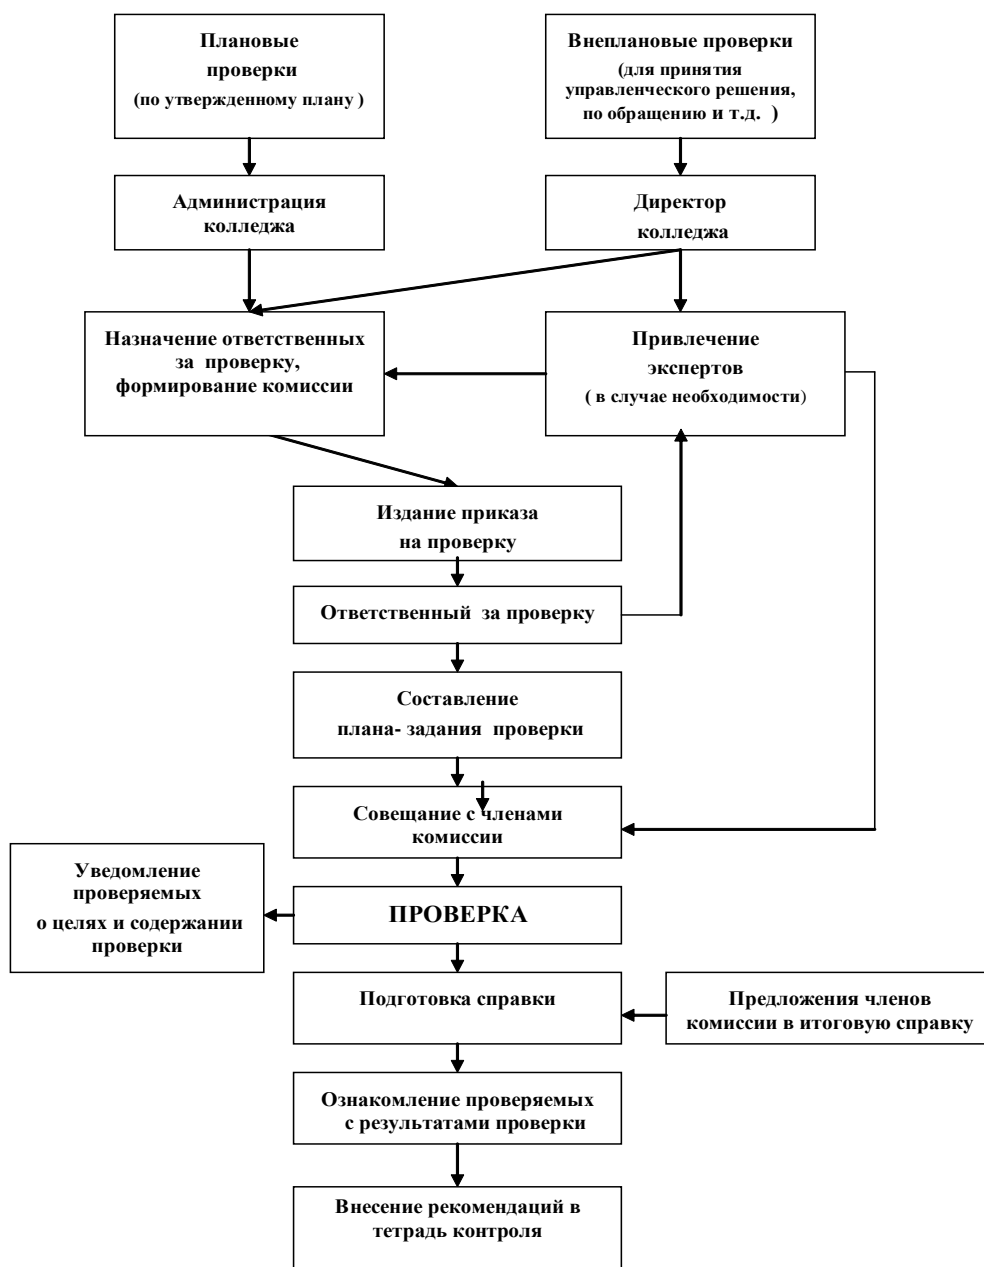 Плановые
проверки
(по утвержденному плану )
Внеплановые проверки
(для принятия
управленческого решения,
по обращению и т.д. )
Администрация
колледжа
Директор
колледжа
Назначение ответственных
за проверку,
формирование комиссии
Привлечение
экспертов
( в случае необходимости)
Издание приказа
на проверку
Ответственный за проверку
Составление
плана- задания проверки
Совещание с членами
комиссии
Уведомление
проверяемых
о целях и содержании
проверки
ПРОВЕРКА
Подготовка справки
Предложения членов
комиссии в итоговую справку
Ознакомление проверяемых
с результатами проверки
Внесение рекомендаций в
тетрадь контроля